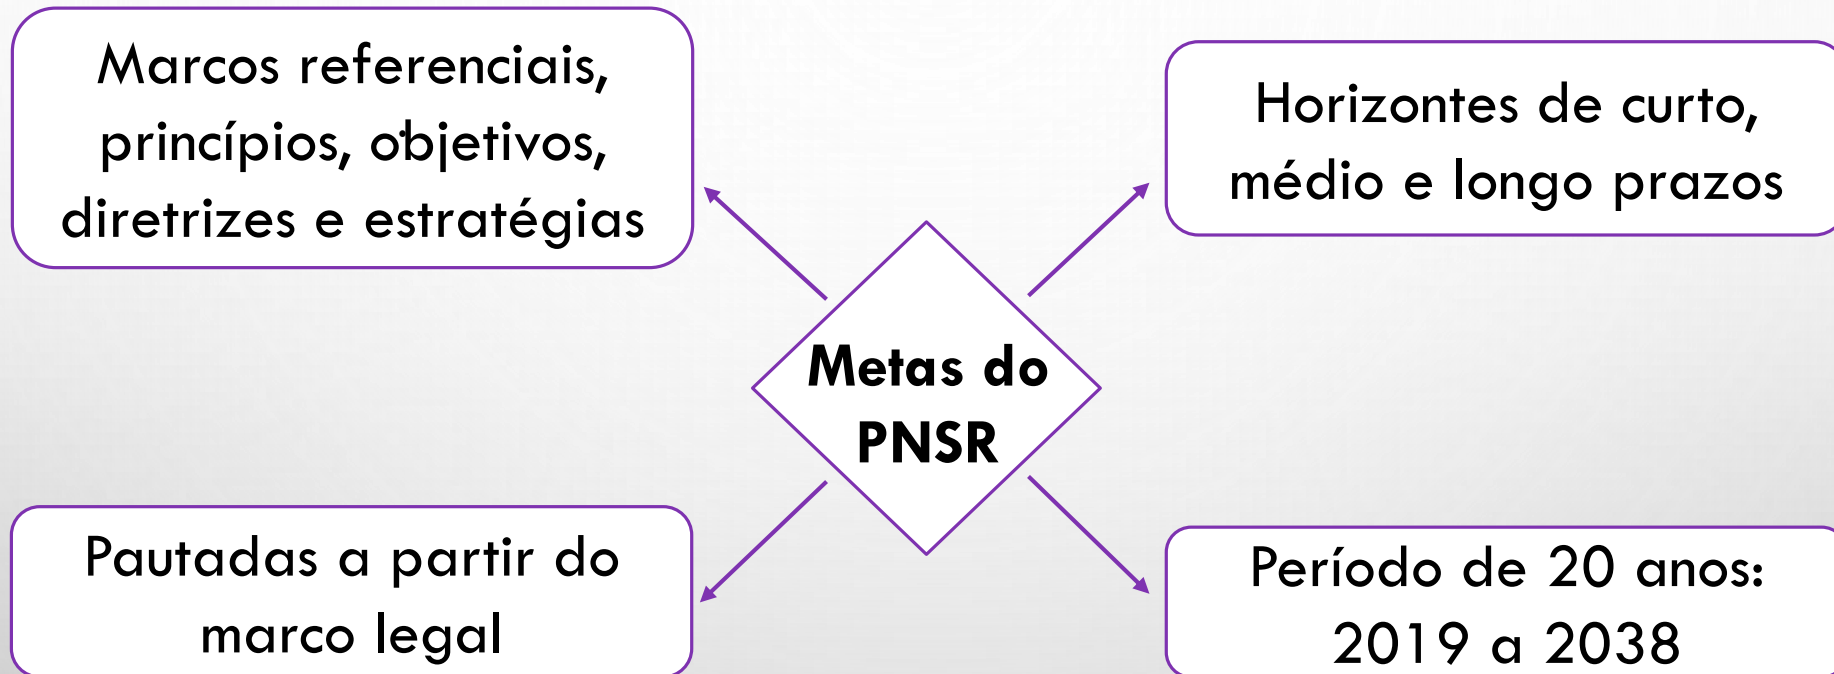 Marcos referenciais,
princípios, objetivos,
diretrizes e estratégias
Horizontes de curto,
médio e longo prazos
Metas do
PNSR
Pautadas a partir do
marco legal
Período de 20 anos:
2019 a 2038